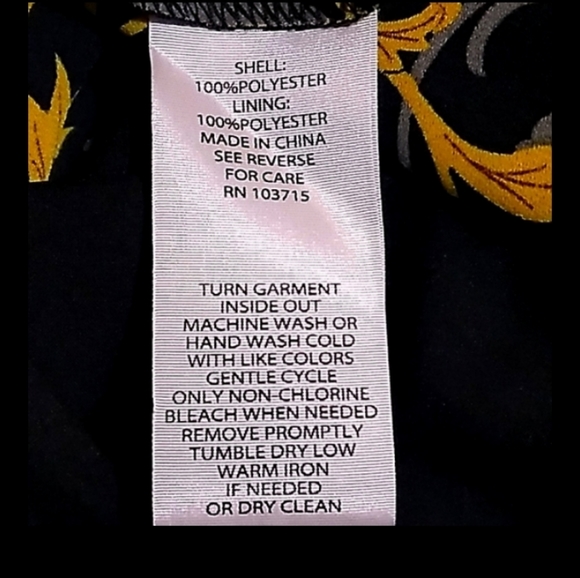 SHELL:
100%POLYESTER
LINING:
100%POLYESTER
MADE IN CHINA
SEE REVERSE
FOR CARE
RN 103715
TURN GARMENT
INSIDE OUT
MACHINE WASH OR
HAND WASH COLD
WITH LIKE COLORS
GENTLE CYCLE
ONLY NON-CHLORINE
BLEACH WHEN NEEDED
REMOVE PROMPTLY
TUMBLE DRY LOW
WARM IRON
IF NEEDED
OR DRY CLEAN